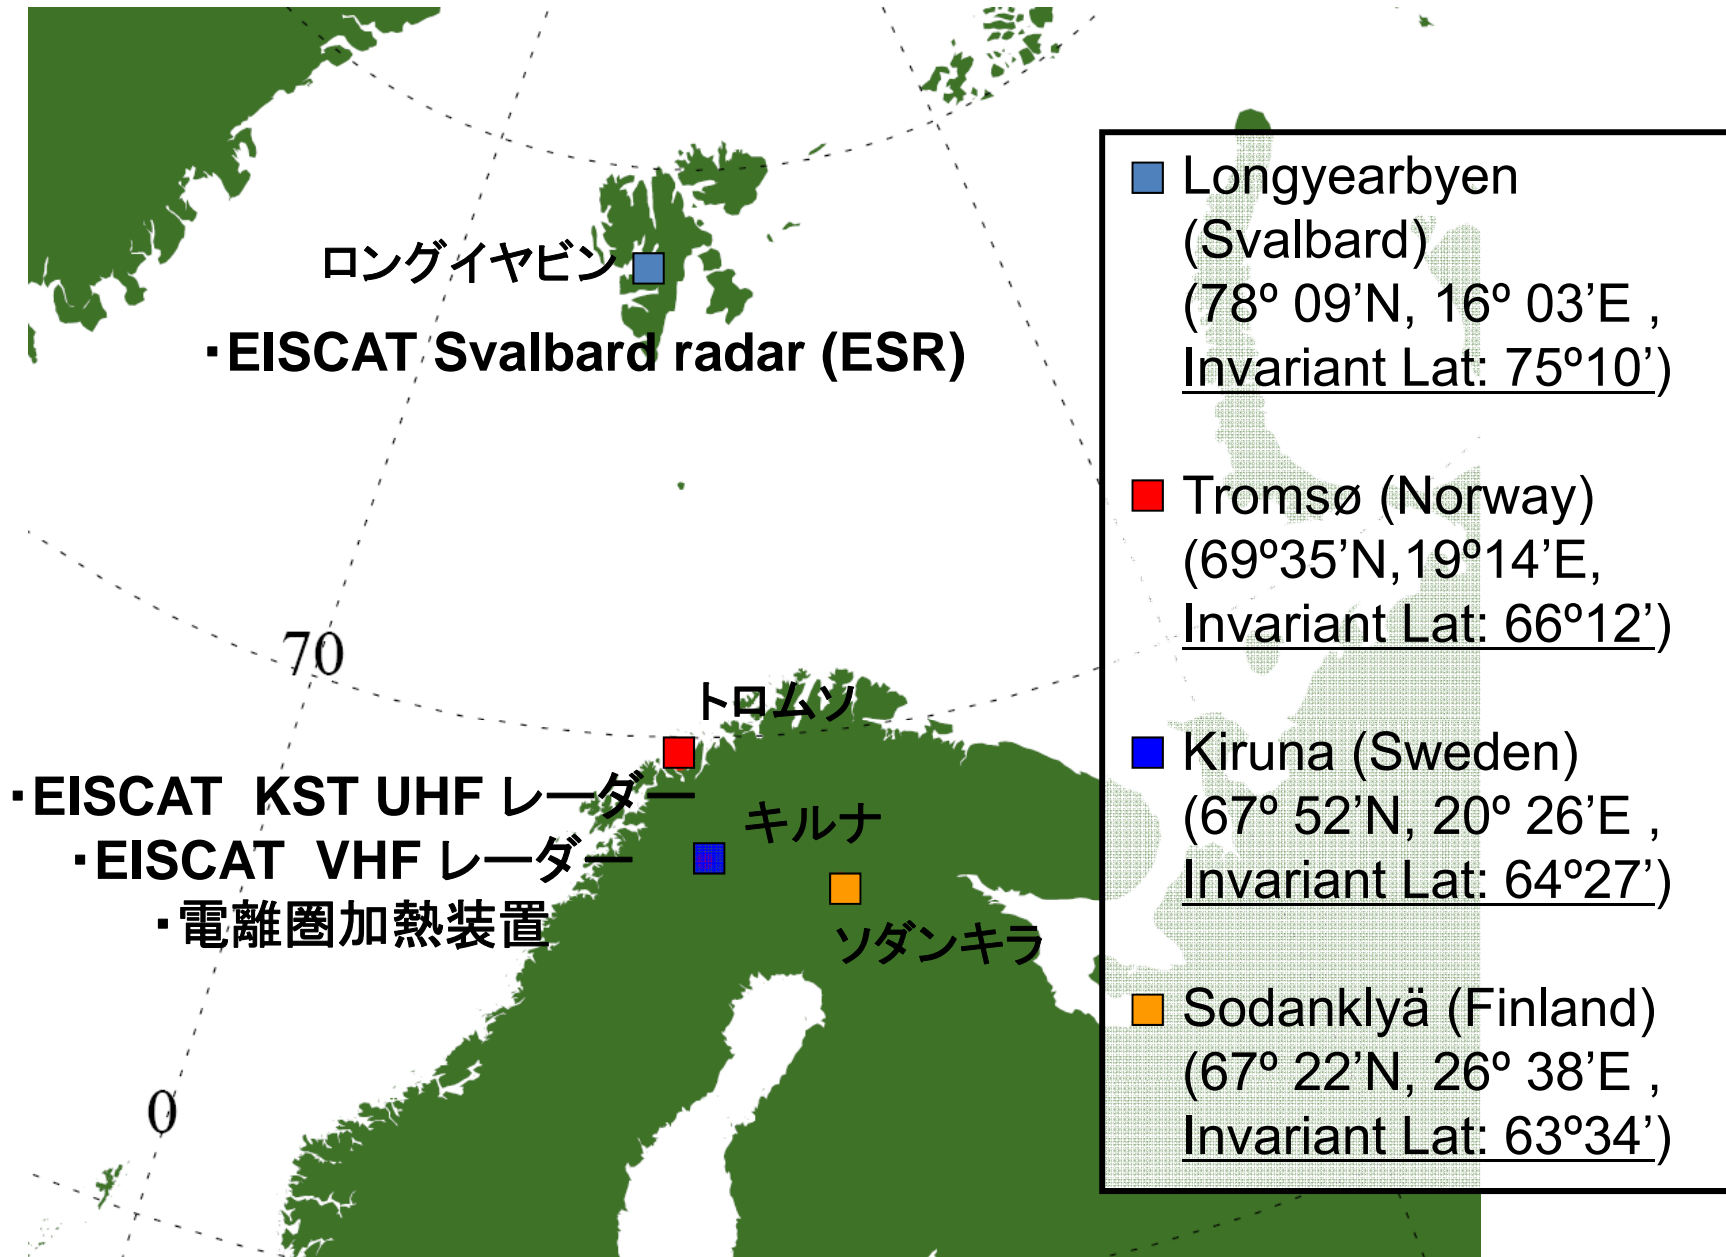 ロングイヤビン
・EISCAT Svalbard radar (ESR)
70
トロムソ
・EISCAT KST UHF レーダー
キルナ
・EISCAT VHF レーダー
・電離圏加熱装置
ソダンキラ
0
Longyearbyen
(Svalbard)
(78º 09’N, 16º 03’E ,
Invariant Lat: 75º10’)
Tromsø (Norway)
(69º35’N,19º14’E,
Invariant Lat: 66º12’)
Kiruna (Sweden)
(67º 52’N, 20º 26’E ,
Invariant Lat: 64º27’)
Sodanklyä (Finland)
(67º 22’N, 26º 38’E ,
Invariant Lat: 63º34’)